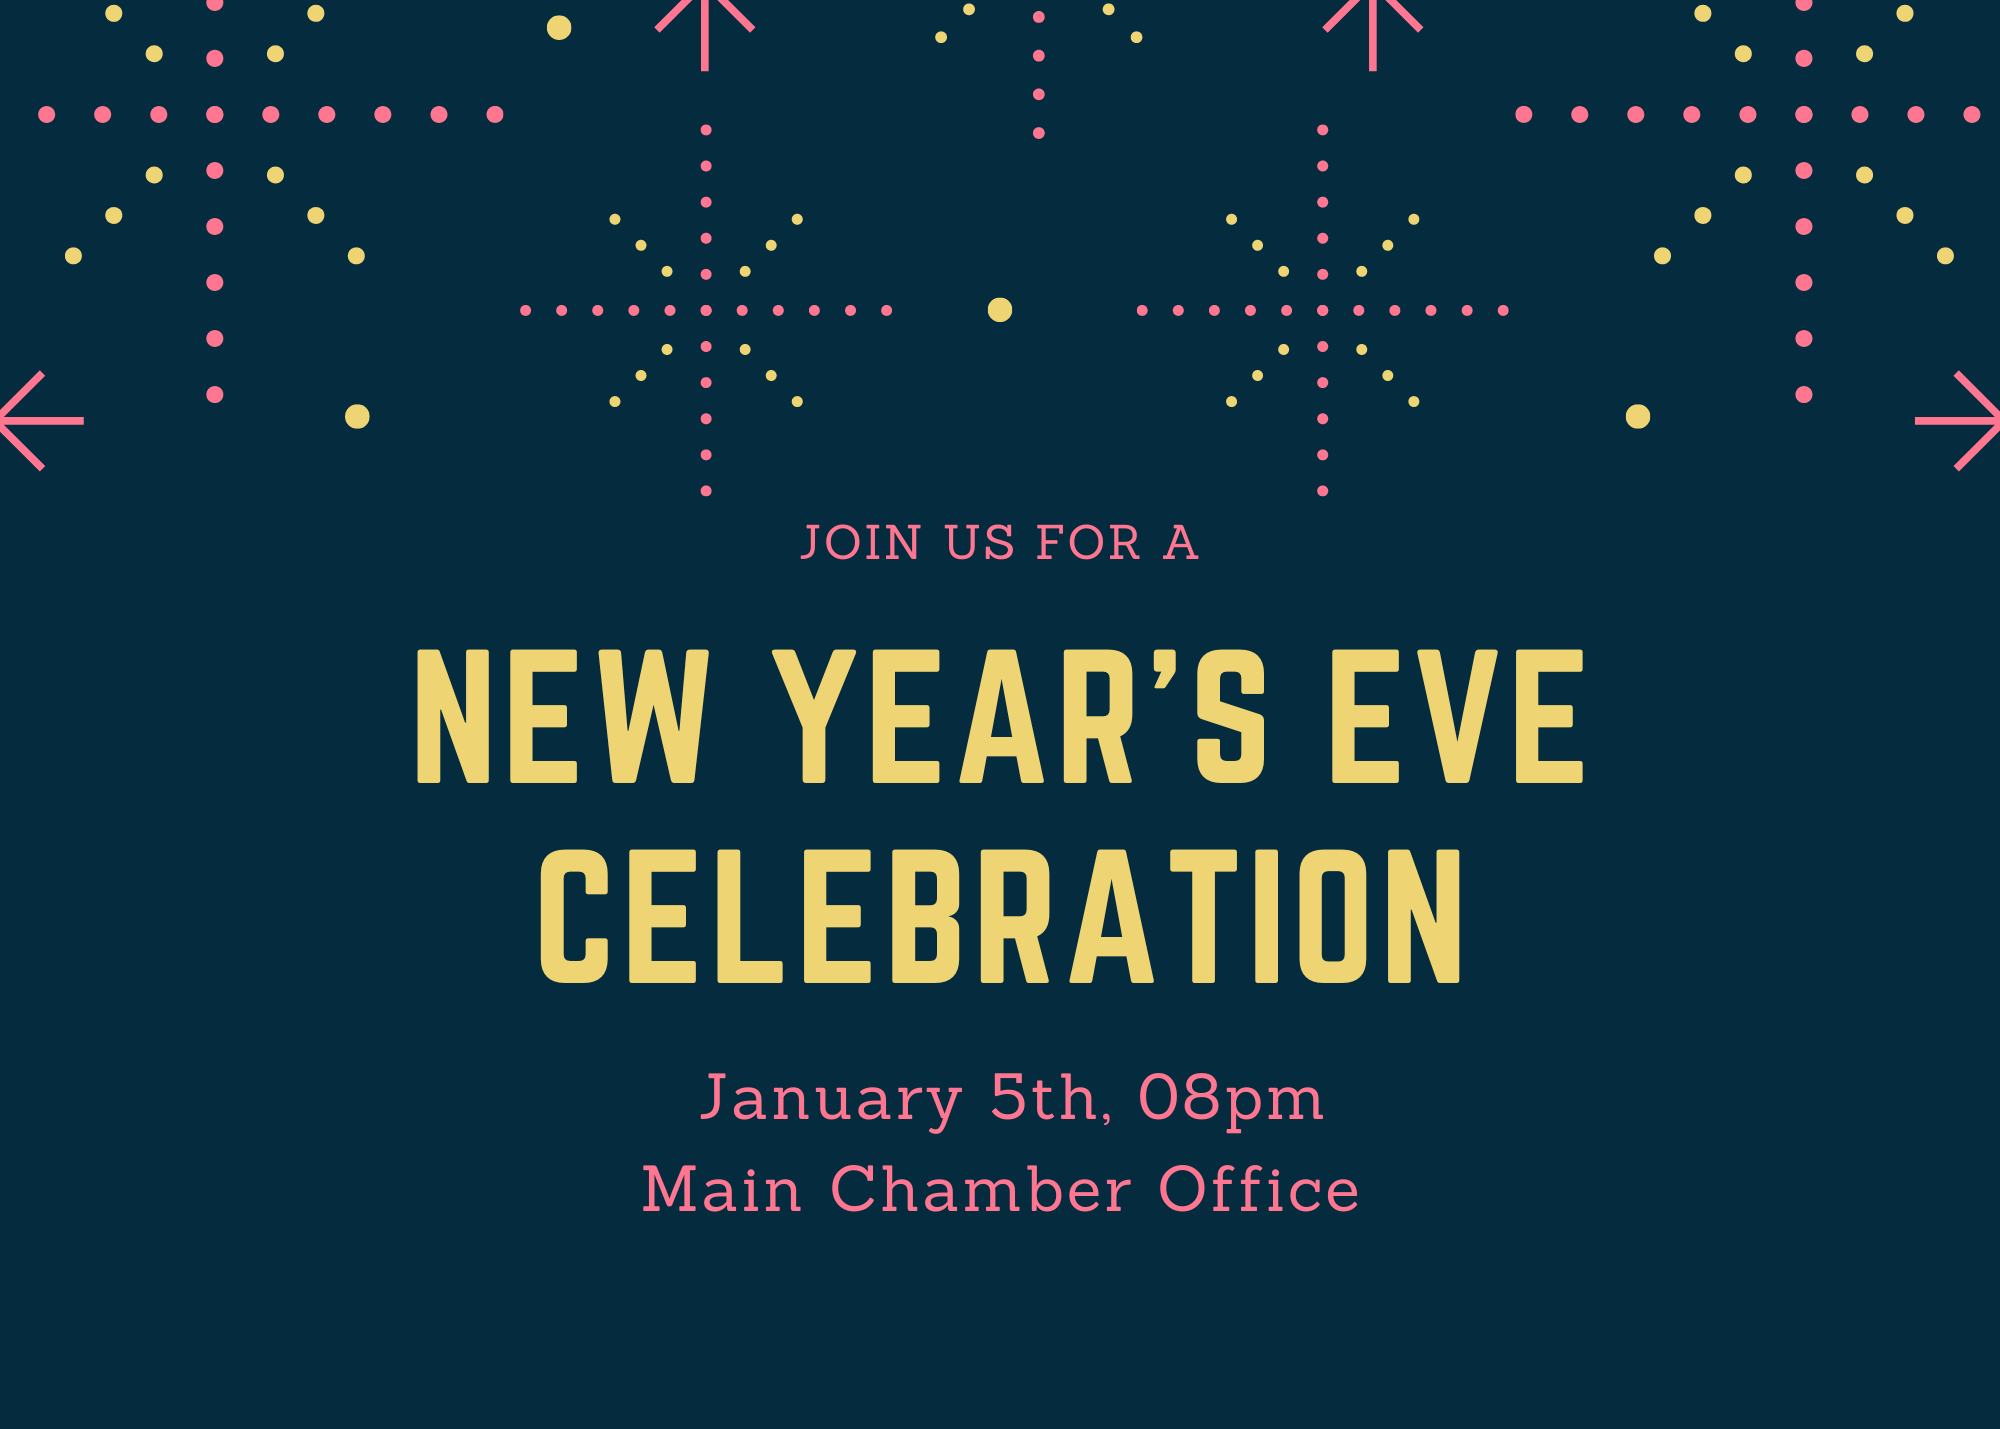 JOIN US FOR A
NEW YEAR'S EVE
CELEBRATION
January 5th, 08pm
Main Chamber Office